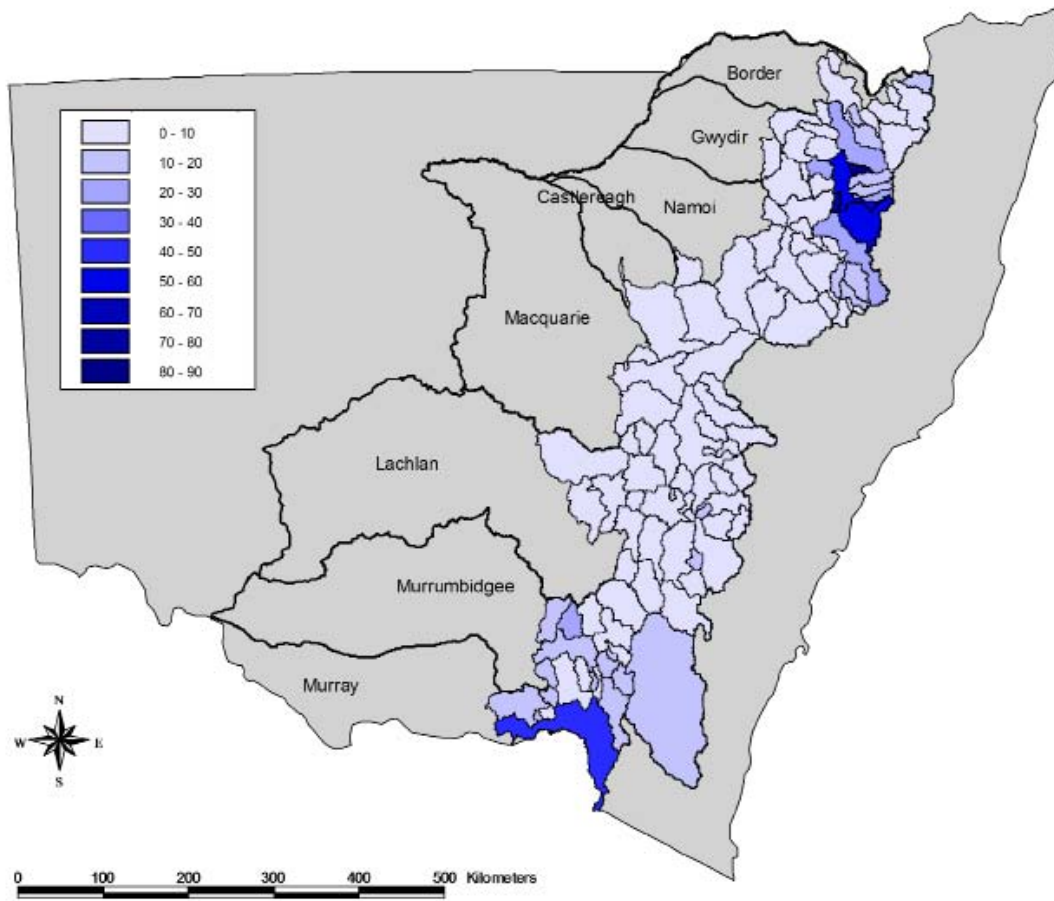 Border
Gwydir
Castlereagh
Namoi
Macquarie
Lachlan
Murrumbidgee
Murray
0 - 10
10 - 20
20 - 30
30 - 40
40 - 50
50 - 60
60 - 70
70 - 80
80 - 90
N
W E
S
0 100 200 300 400 500 Kilometers